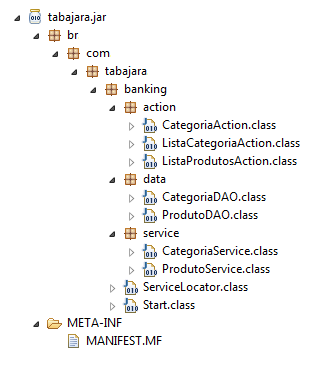 tabajara.jar
br
com
tabajara
banking
action
CategoriaAction.class
ListaCategoriaAction.class
ListaProdutosAction.class
data
CategoriaDAO.class
ProdutoDAO.class
service
CategoriaService.class
ProdutoService.class
ServiceLocator.class
Start.class
META-INF
MANIFEST.MF